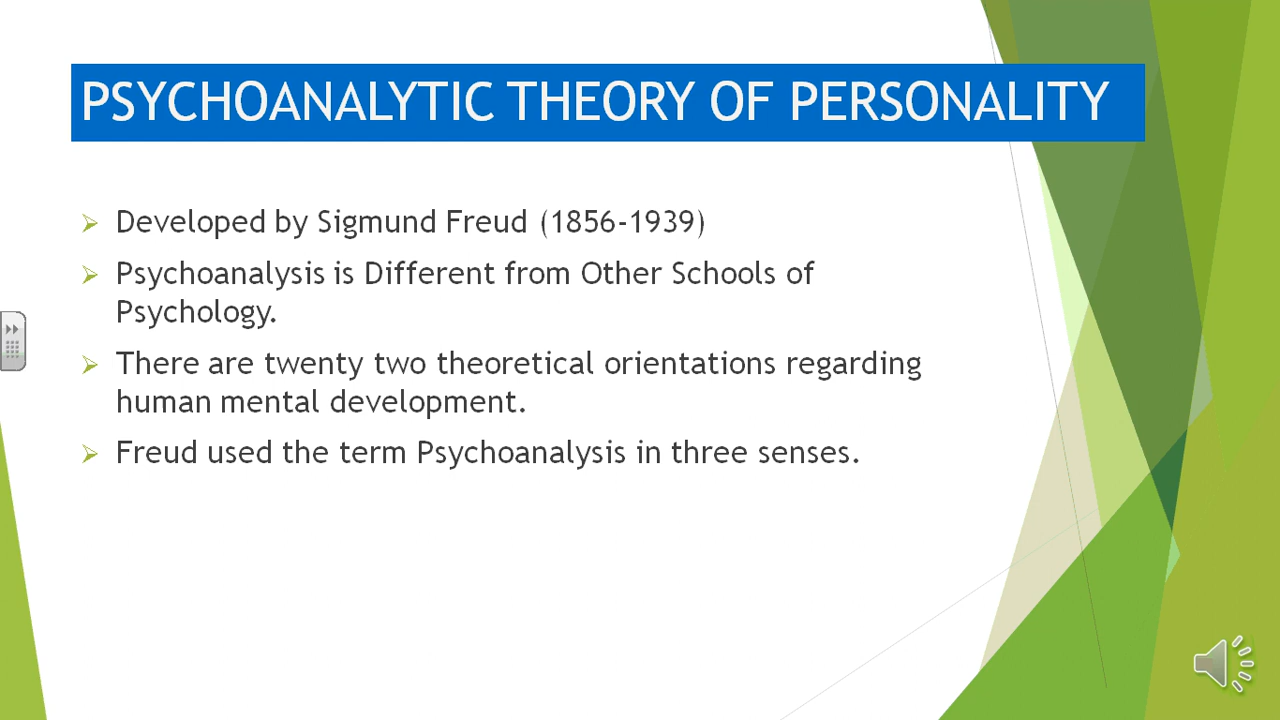 PSYCHOANALYTIC THEORY OF PERSONALITY
Developed by Sigmund Freud (1856-1939)
Psychoanalysis is Different from Other Schools of
Psychology.
There are twenty two theoretical orientations regarding
human mental development.
Freud used the term Psychoanalysis in three senses.